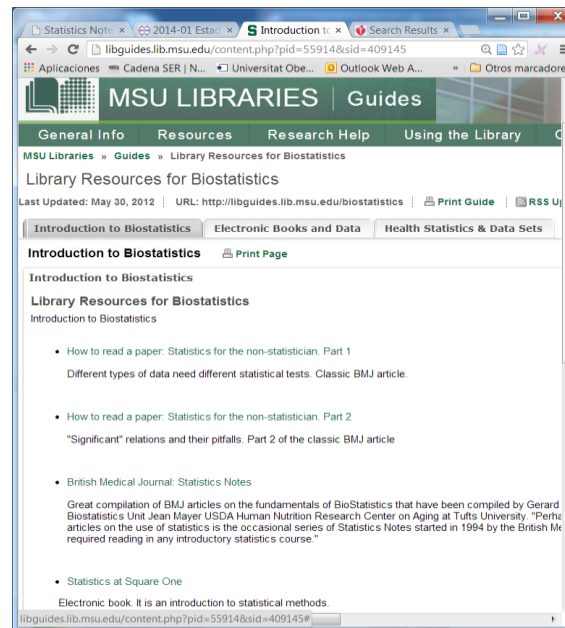 Statistics Note
2014-01 Estad
Introduction to
Search Results
libguides.lib.msu.edu/content.php?pid=55914&sid=409145
Aplicaciones
Cadena SER | N...
Universitat Obe...
Outlook Web A...
»
Otros marcadore
MSU LIBRARIES | Guides
General Info
Resources
Research Help
Using the Library
MSU Libraries » Guides » Library Resources for Biostatistics
Library Resources for Biostatistics
Last Updated: May 30, 2012 | URL: http://libguides.lib.msu.edu/biostatistics | Print Guide | RSS Up
Introduction to Biostatistics
Electronic Books and Data
Health Statistics & Data Sets
Introduction to Biostatistics Print Page
Introduction to Biostatistics
Library Resources for Biostatistics
Introduction to Biostatistics
• How to read a paper: Statistics for the non-statistician. Part 1
Different types of data need different statistical tests. Classic BMJ article.
• How to read a paper: Statistics for the non-statistician. Part 2
"Significant" relations and their pitfalls. Part 2 of the classic BMJ article
• British Medical Journal: Statistics Notes
Great compilation of BMJ articles on the fundamentals of BioStatistics that have been compiled by Gerard
Biostatistics Unit Jean Mayer USDA Human Nutrition Research Center on Aging at Tufts University. "Perha
articles on the use of statistics is the occasional series of Statistics Notes started in 1994 by the British Me
required reading in any introductory statistics course."
• Statistics at Square One
Electronic book. It is an introduction to statistical methods.
libguides.lib.msu.edu/content.php?pid=55914&sid=409145#